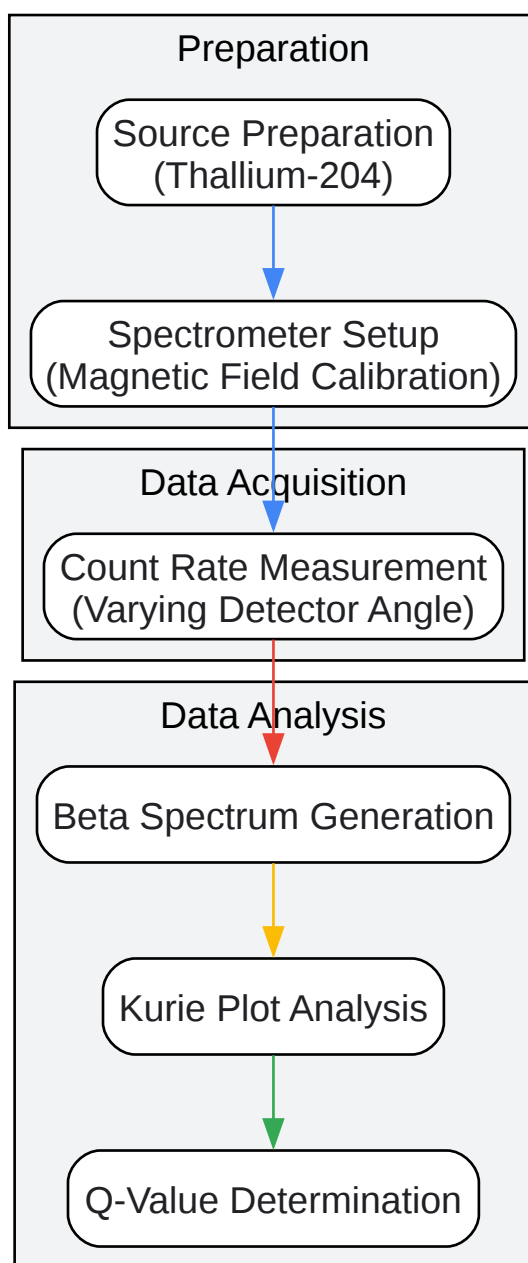 Preparation
Source Preparation
(Thallium-204)
Spectrometer Setup
(Magnetic Field Calibration)
Data Acquisition
Count Rate Measurement
(Varying Detector Angle)
Data Analysis
Beta Spectrum Generation
Kurie Plot Analysis
Q-Value Determination